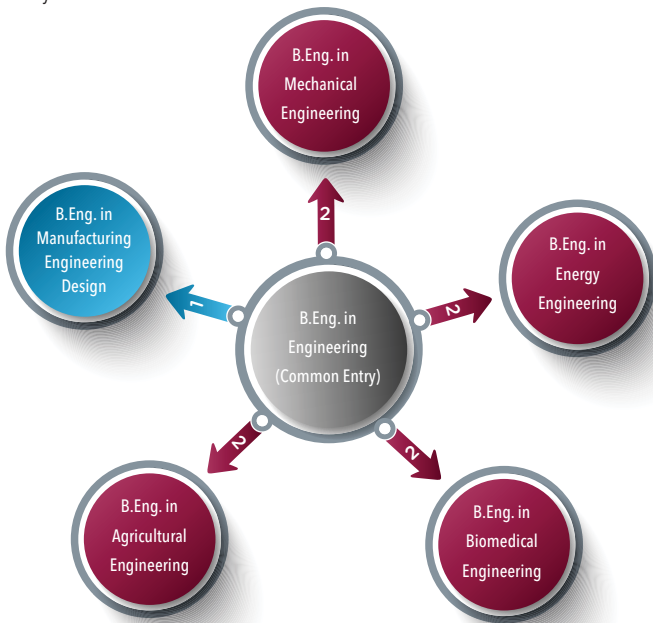 B.Eng. in
Mechanical
Engineering
B.Eng. in
Manufacturing
Engineering
Design
2
B.Eng. in
Energy
Engineering
1
2
B.Eng. in
Engineering
(Common Entry)
2
2
B.Eng. in
Agricultural
Engineering
B.Eng. in
Biomedical
Engineering